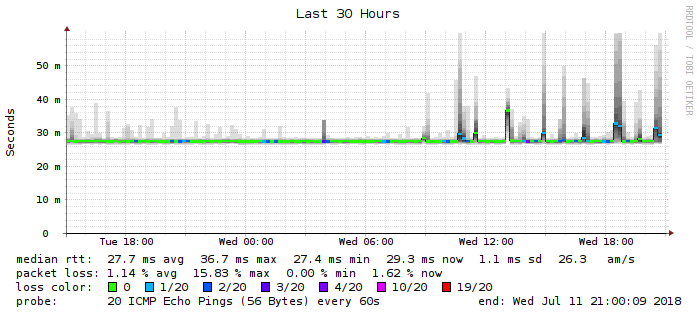 Last 30 Hours
RRDTOOL / TOBI OETIKER
Seconds
50 m
40 m
30 m
20 m
10 m
0
Tue 18:00 Wed 00:00 Wed 06:00 Wed 12:00 Wed 18:00
median rtt: 27.7 ms avg 36.7 ms max 27.4 ms min 29.3 ms now 1.1 ms sd 26.3 am/s
packet loss: 1.14 % avg 15.83 % max 0.00 % min 1.62 % now
loss color: 0 1/20 2/20 3/20 4/20 10/20 19/20
probe: 20 ICMP Echo Pings (56 Bytes) every 60s end: Wed Jul 11 21:00:09 2018